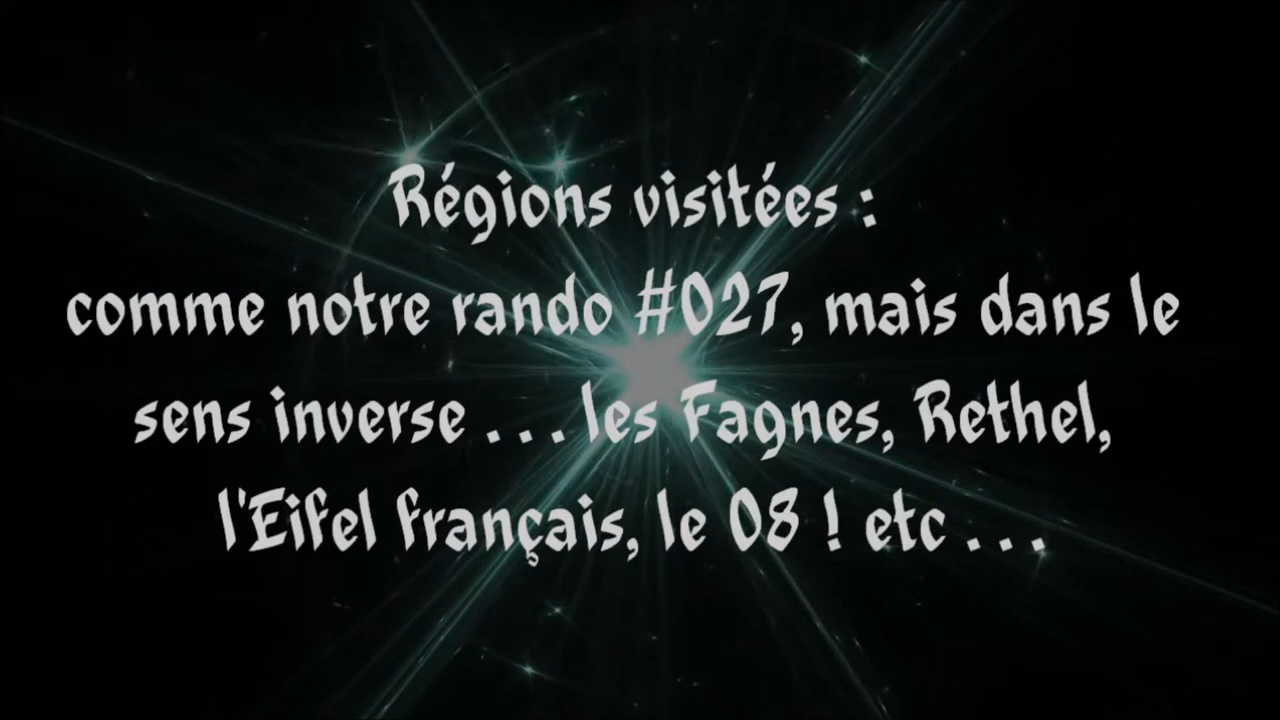 Régions visitées :
comme notre rando #027, mais dans le
sens inverse . . . les Fagnes, Rethel,
l'Eifel français, le 08 ! etc . . .